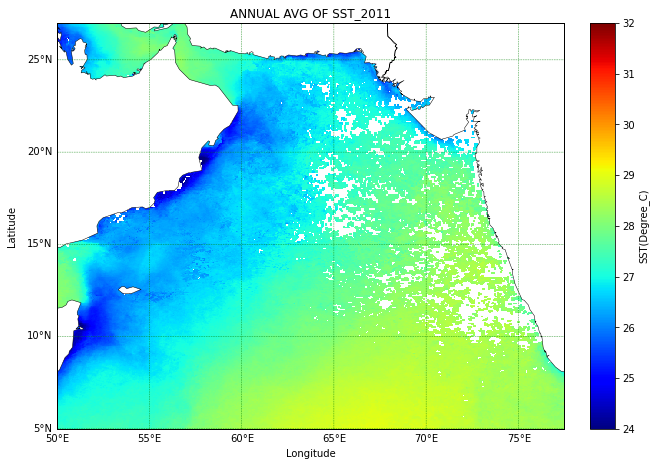 ANNUAL AVG OF SST_2011
25°N
20°N
15°N
10°N
5°N
50°E 55°E 60°E 65°E 70°E 75°E
Latitude
Longitude
32
31
30
29
28
27
26
25
24
SST(Degree_C)